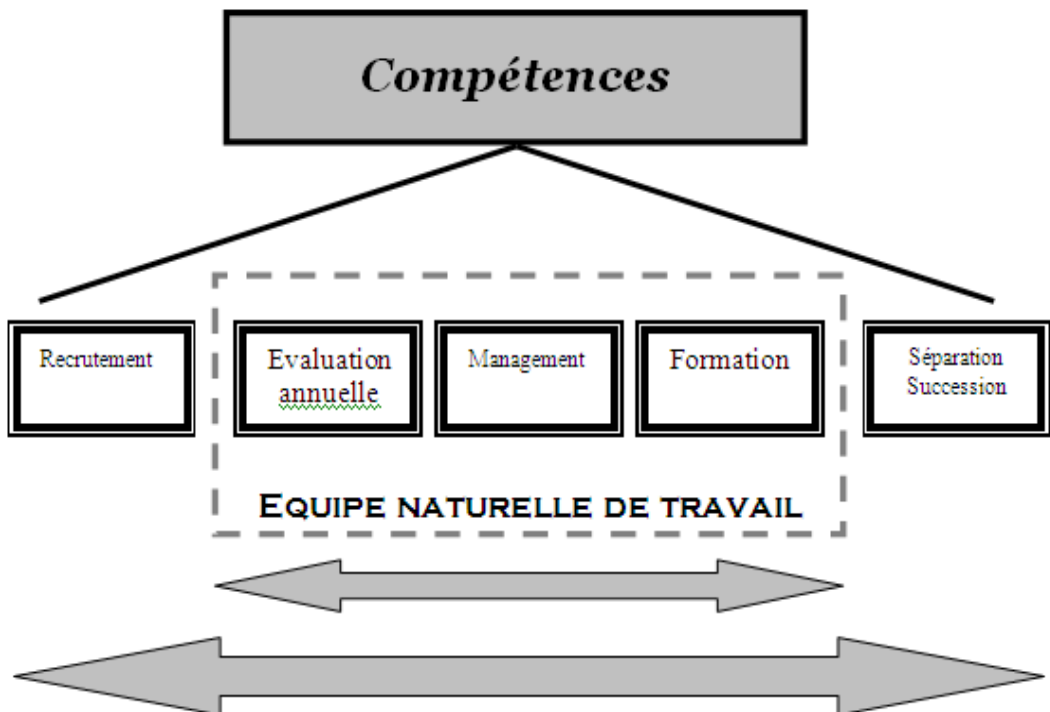 Compétences
Recrutement
Evaluation
annuelle
Management
Formation
Séparation
Succession
EQUIPE NATURELLE DE TRAVAIL